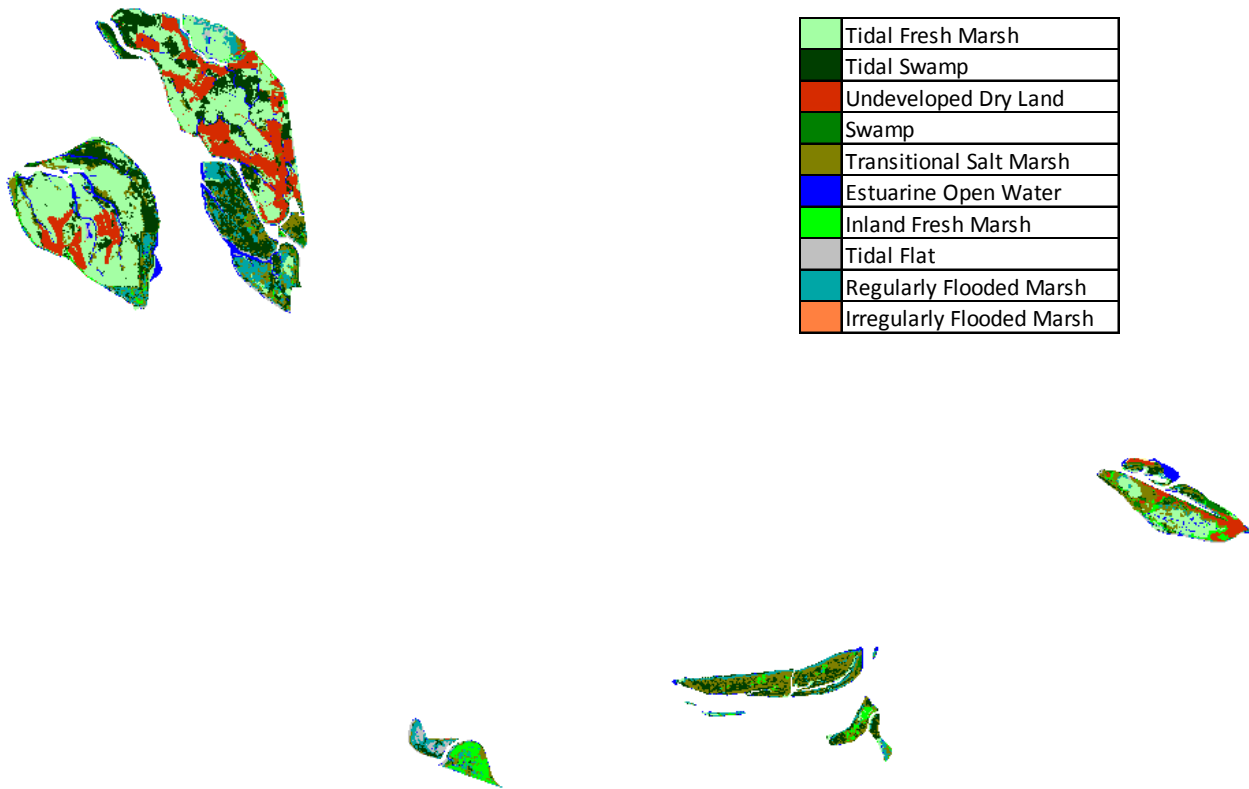 Tidal Fresh Marsh
Tidal Swamp
Undeveloped Dry Land
Swamp
Transitional Salt Marsh
Estuarine Open Water
Inland Fresh Marsh
Tidal Flat
Regularly Flooded Marsh
Irregularly Flooded Marsh